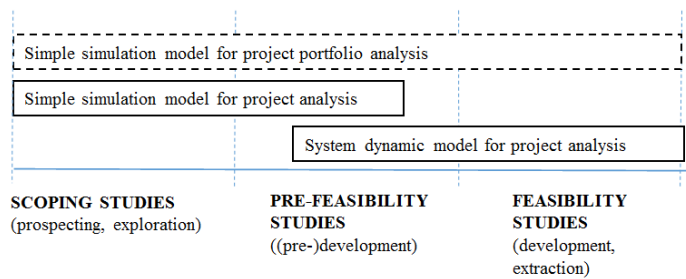 Simple simulation model for project portfolio analysis
Simple simulation model for project analysis
System dynamic model for project analysis
SCOPING STUDIES
(prospecting, exploration)
PRE-FEASIBILITY
STUDIES
((pre-)development)
FEASIBILITY
STUDIES
(development,
extraction)